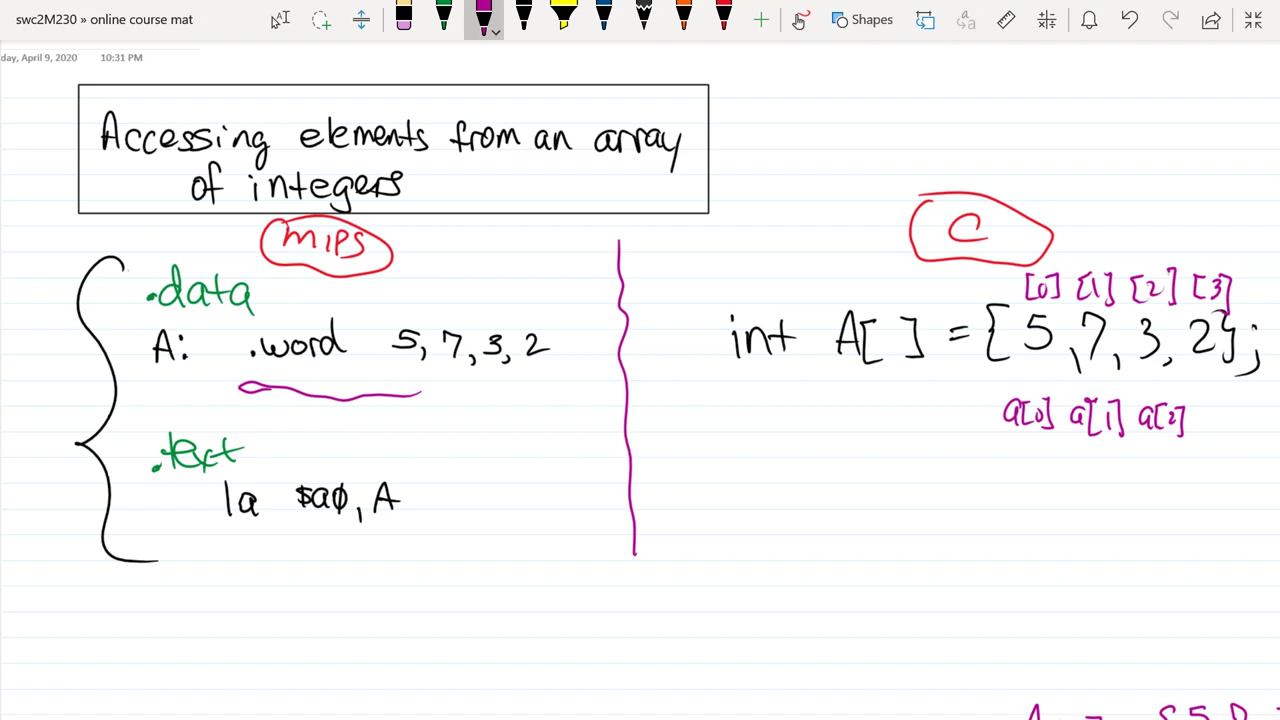 swc2M230 » online course mat
Shapes
day, April 9, 2020 10:31 PM
Accessing elements from an array
of integers
MIPS
C
.data
[0] [1] [2] [3]
A: .word 5, 7, 3, 2
int A[ ] = { 5, 7, 3, 2};
a[0] a[1] a[2]
.text
la $a0, A